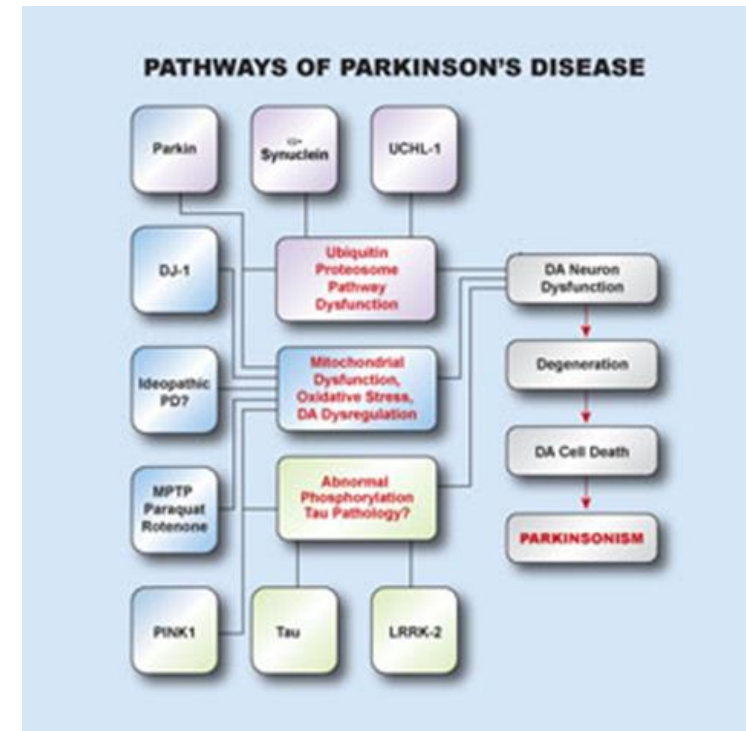 PATHWAYS OF PARKINSON'S DISEASE
Parkin
Synuclein
UCHL-1
DJ-1
Ubiquitin
Proteosome
Pathway
Dysfunction
DA Neuron
Dysfunction
Ideopathic
PD?
Mitochondrial
Dysfunction,
Oxidative Stress,
DA Dysregulation
Degeneration
MPTP
Paraquat
Rotenone
Abnormal
Phosphorylation
Tau Pathology?
DA Cell Death
PARKINSONISM
PINK1
Tau
LRRK-2